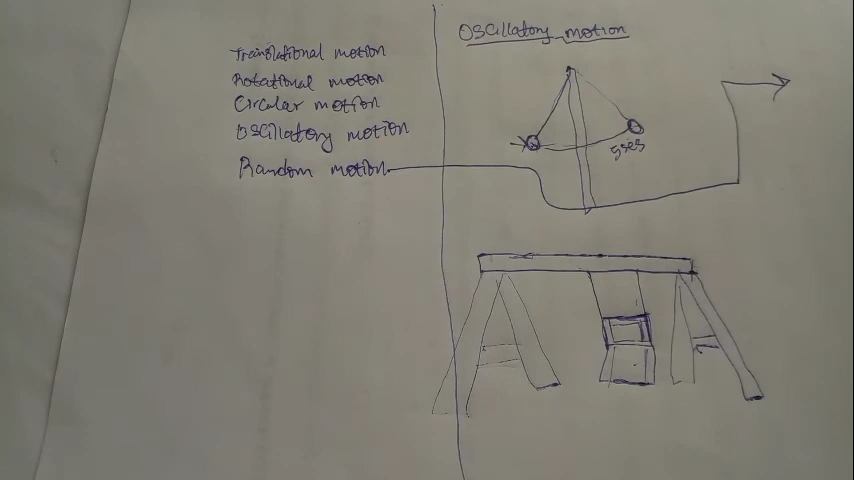 Translational motion
Rotational motion
Circular motion
Oscillatory motion
Random motion
Oscillatory motion